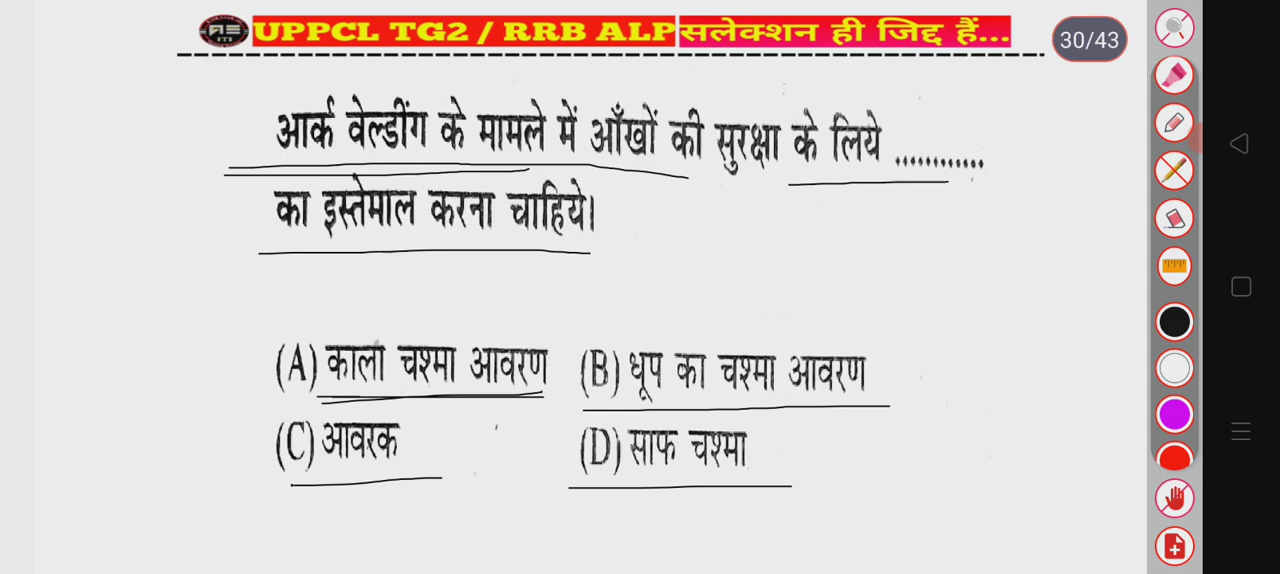 UPPCL TG2 / RRB ALP सलेक्शन ही जिद्द हैं...
30/43
आर्क वेल्डींग के मामले में आँखों की सुरक्षा के लिये ............
का इस्तेमाल करना चाहिये।
(A) काला चश्मा आवरण (B) धूप का चश्मा आवरण
(C) आवरक (D) साफ चश्मा